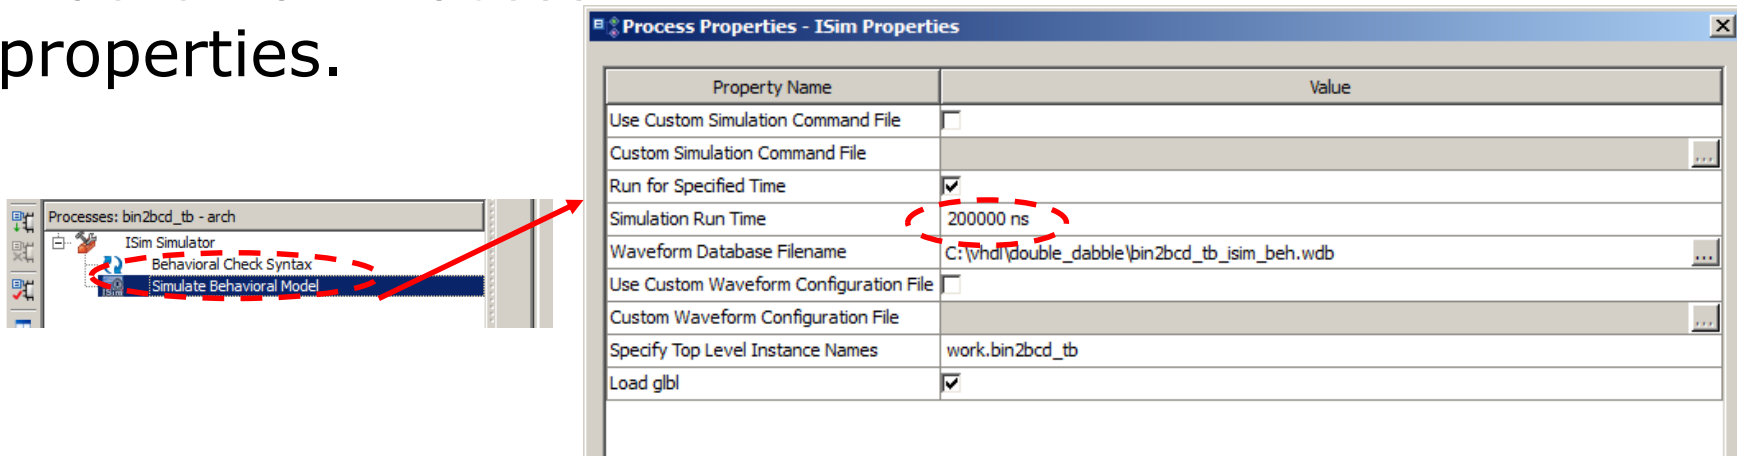 properties.
Processes: bin2bcd_tb - arch
ISim Simulator
Behavioral Check Syntax
Simulate Behavioral Model
Process Properties - ISim Properties
Property Name Value
Use Custom Simulation Command File
Custom Simulation Command File ...
Run for Specified Time
Simulation Run Time 200000 ns
Waveform Database Filename C:\vhdl\double_dabble\bin2bcd_tb_isim_beh.wdb ...
Use Custom Waveform Configuration File
Custom Waveform Configuration File ...
Specify Top Level Instance Names work.bin2bcd_tb
Load glbl